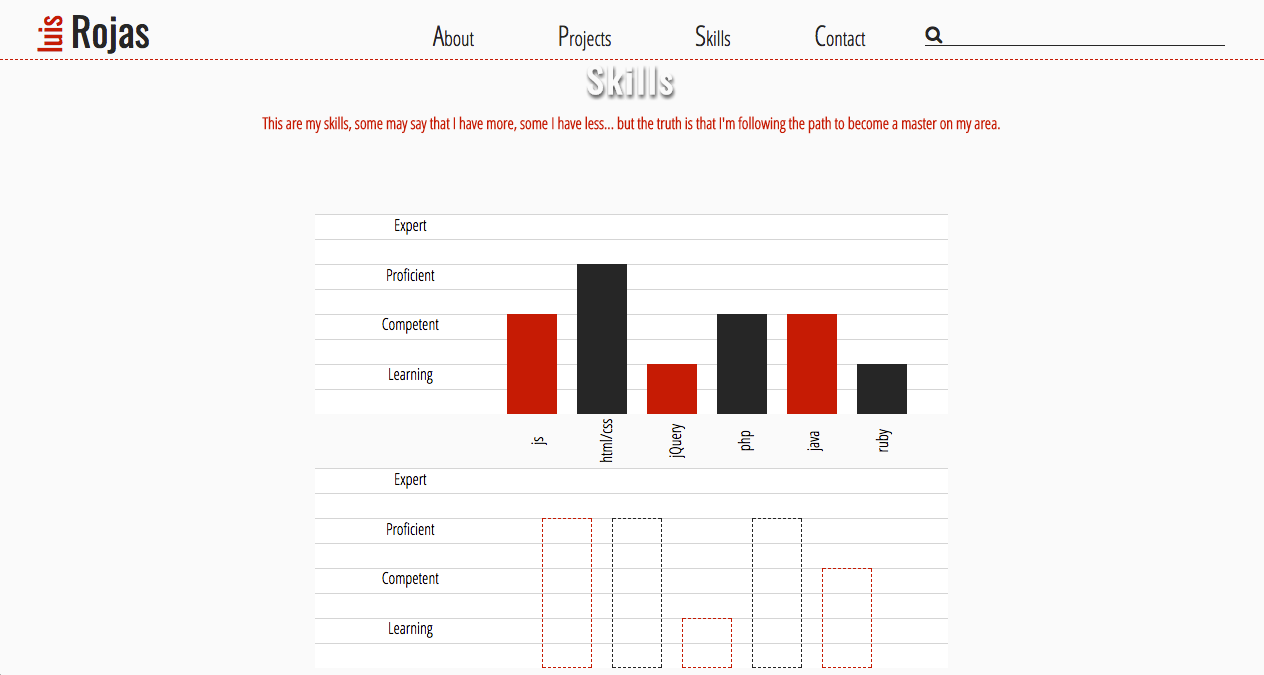 luis Rojas
About Projects Skills Contact
Skills
This are my skills, some may say that I have more, some I have less... but the truth is that I'm following the path to become a master on my area.
Expert
Proficient
Competent
Learning
js html/css jQuery php java ruby
Expert
Proficient
Competent
Learning